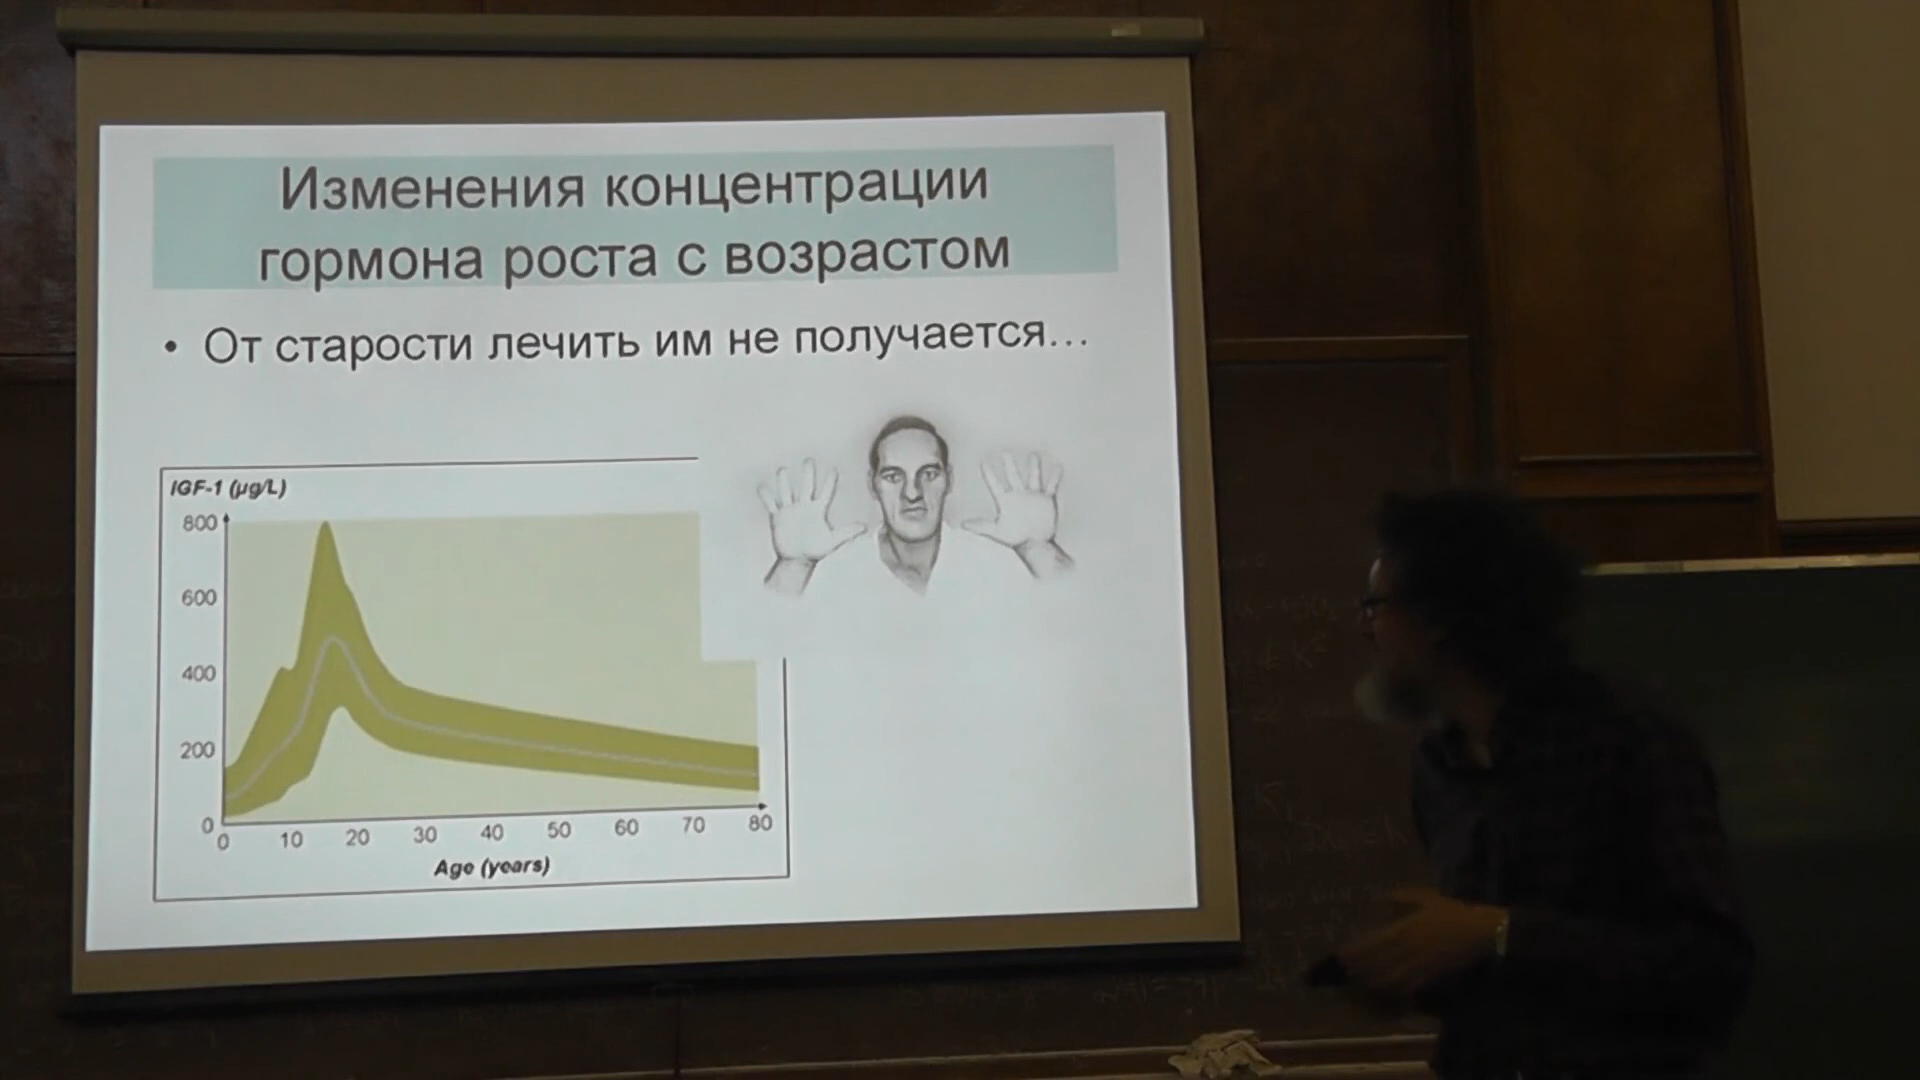 Изменения концентрации
гормона роста с возрастом
• От старости лечить им не получается...
IGF-1 (µg/L)
800
600
400
200
0
0 10 20 30 40 50 60 70 80
Age (years)